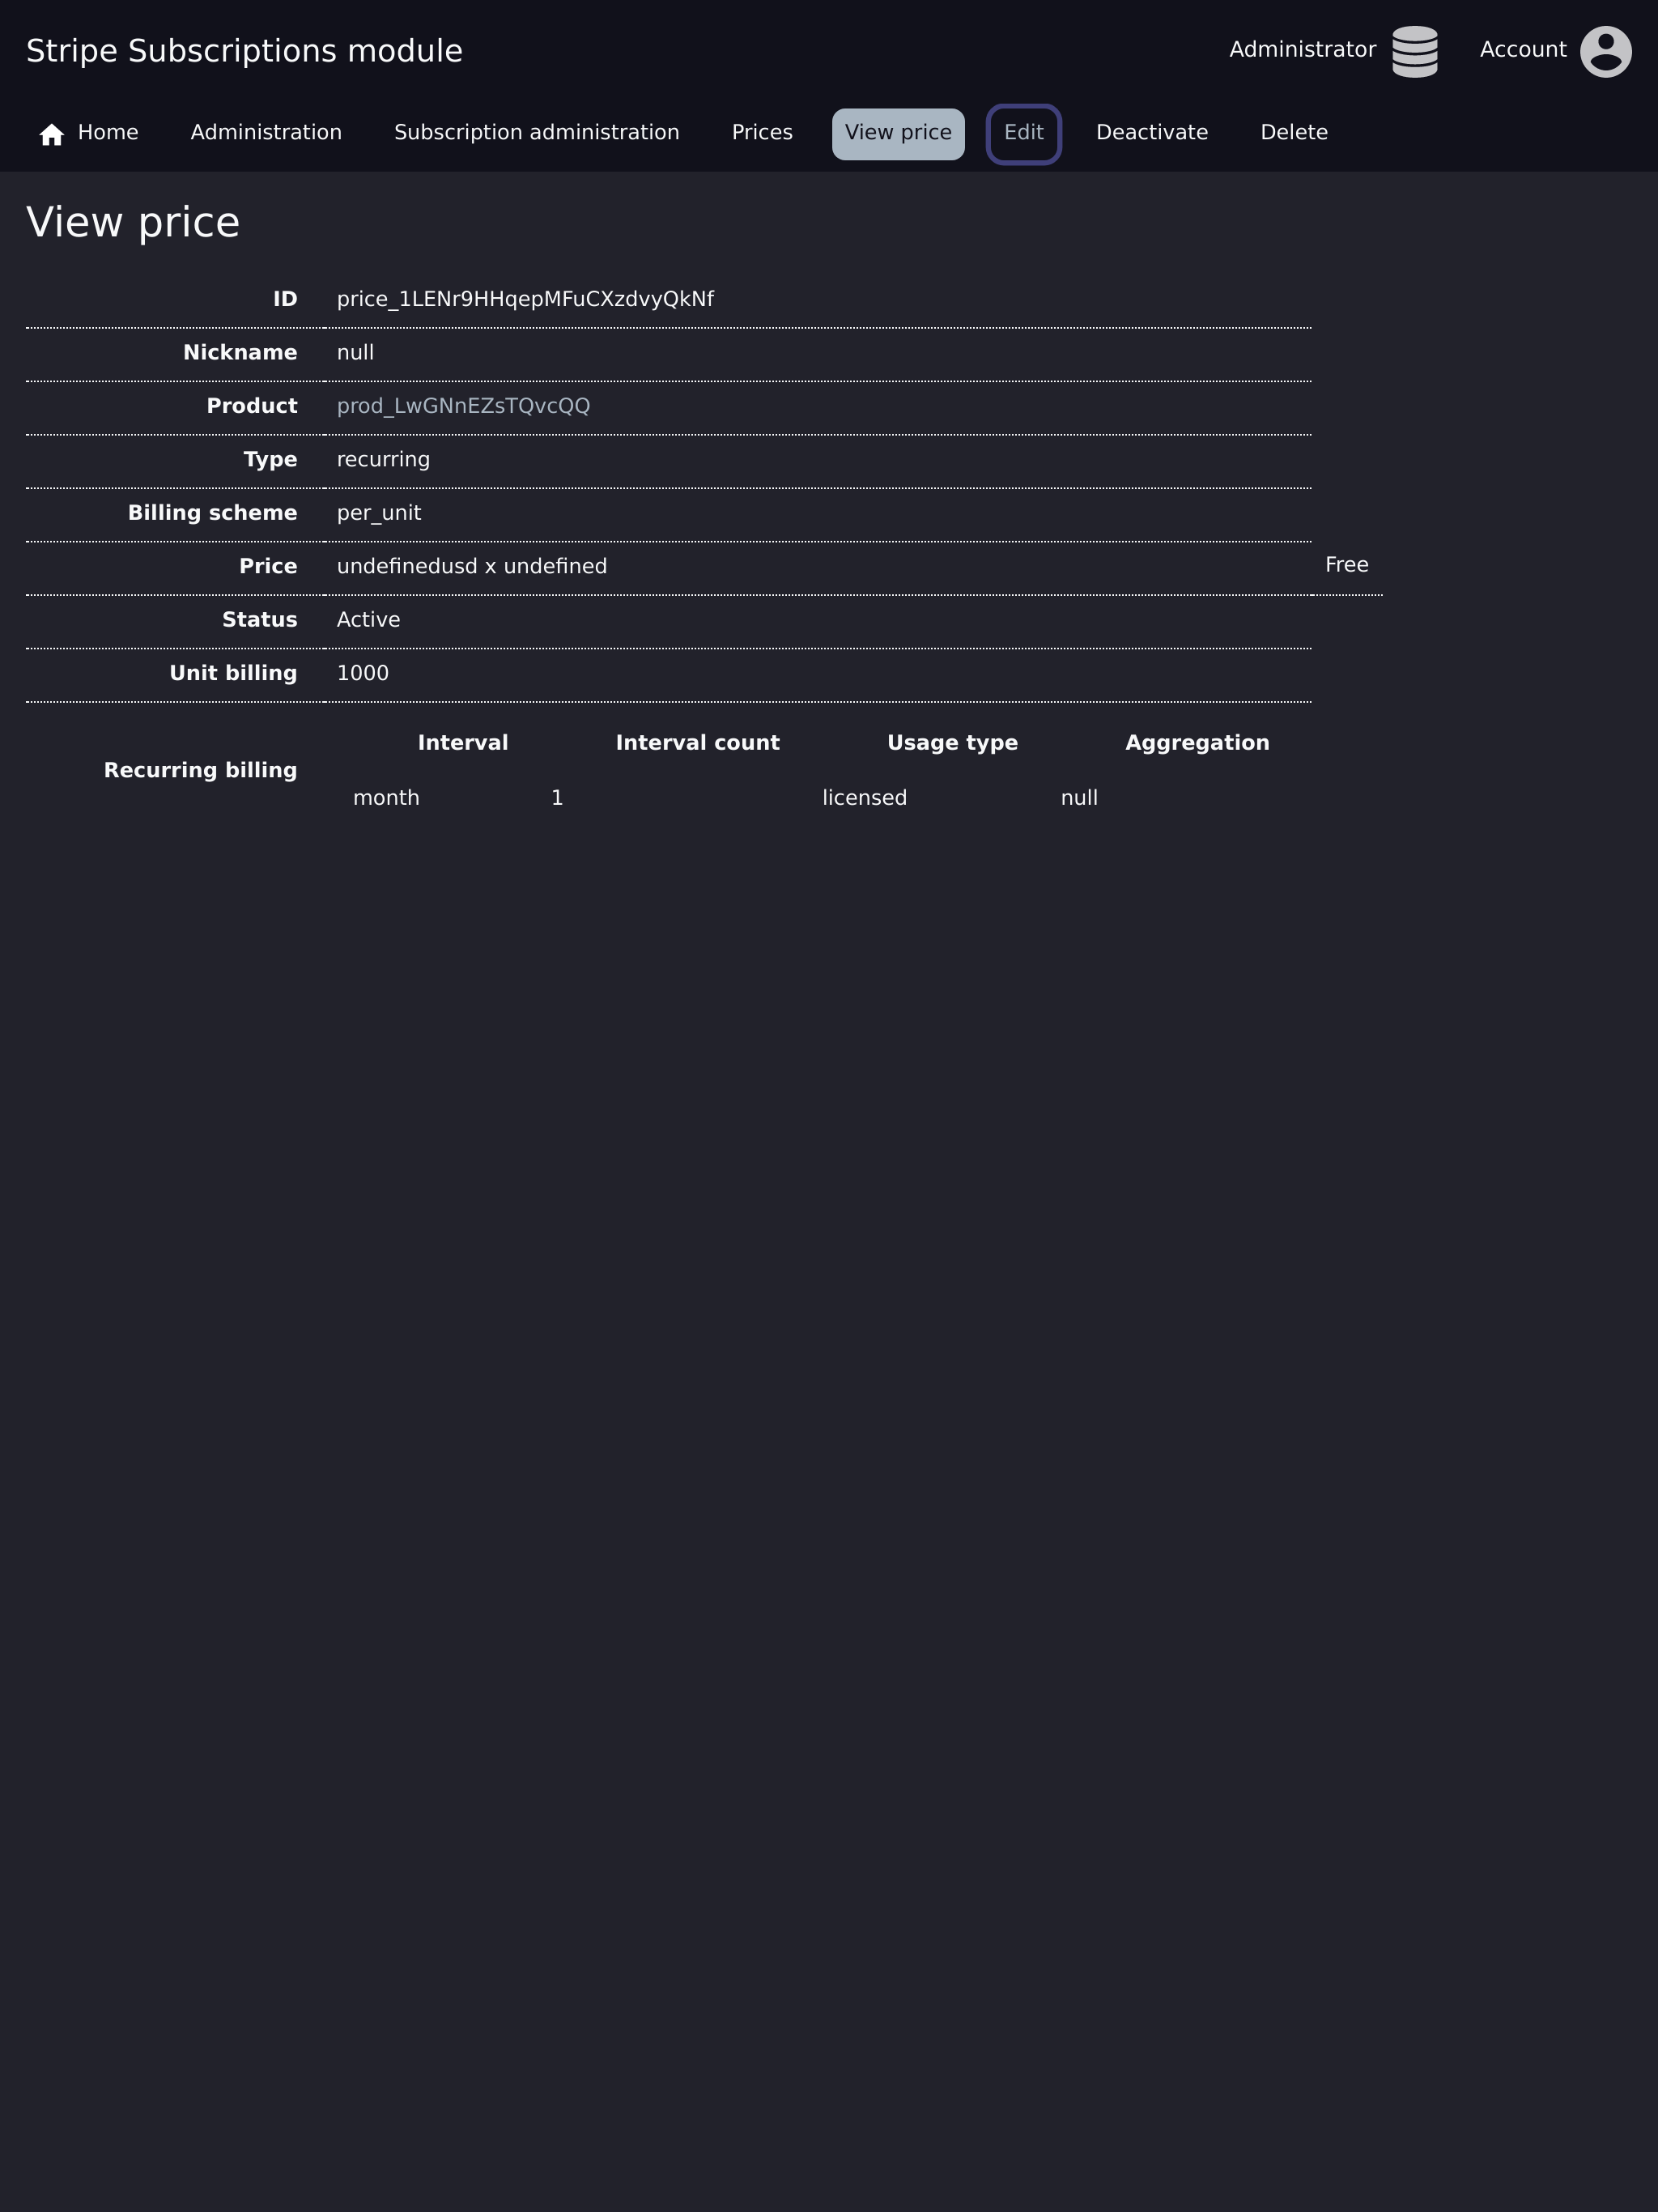 Stripe Subscriptions module
Administrator
Account
Home
Administration
Subscription administration
Prices
View price
Edit
Deactivate
Delete
View price
ID price_1LENr9HHqepMFuCXzdvyQkNf
Nickname null
Product prod_LwGNnEZsTQvcQQ
Type recurring
Billing scheme per_unit
Price undefinedusd x undefined Free
Status Active
Unit billing 1000
Recurring billing
Interval Interval count Usage type Aggregation
month 1 licensed null